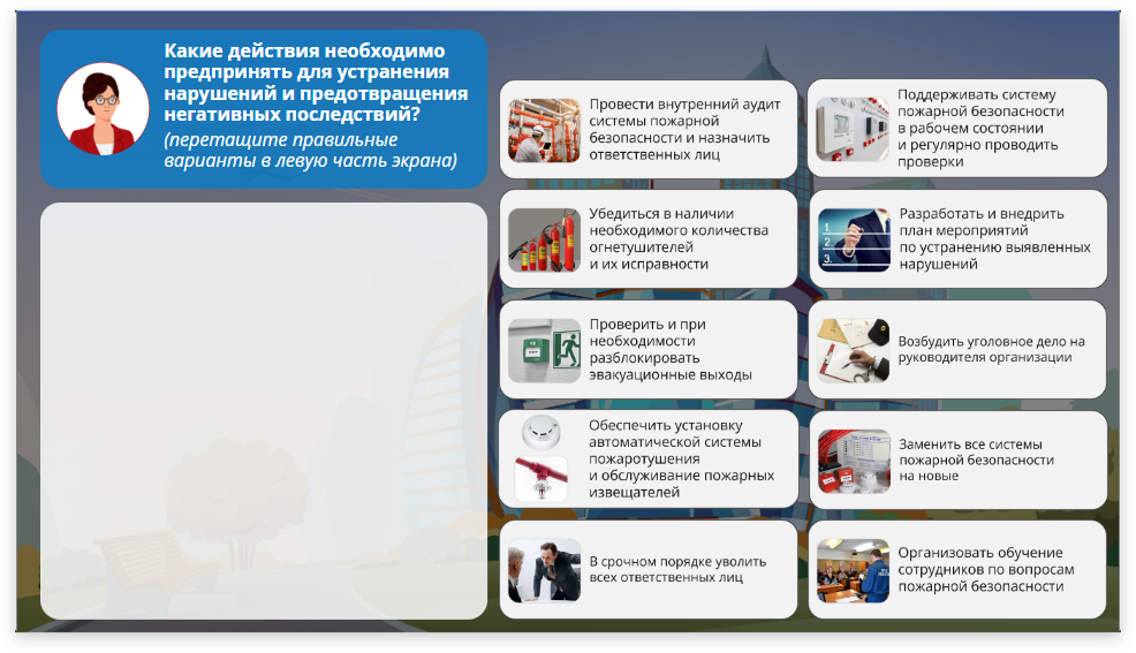 Какие действия необходимо
предпринять для устранения
нарушений и предотвращения
негативных последствий?
(перетащите правильные
варианты в левую часть экрана)
Провести внутренний аудит
системы пожарной
безопасности и назначить
ответственных лиц
Поддерживать систему
пожарной безопасности
в рабочем состоянии
и регулярно проводить
проверки
Убедиться в наличии
необходимого количества
огнетушителей
и их исправности
1.
2.
3.
Разработать и внедрить
план мероприятий
по устранению выявленных
нарушений
Проверить и при
необходимости
разблокировать
эвакуационные выходы
Возбудить уголовное дело на
руководителя организации
Обеспечить установку
автоматической системы
пожаротушения
и обслуживание пожарных
извещателей
Заменить все системы
пожарной безопасности
на новые
В срочном порядке уволить
всех ответственных лиц
Организовать обучение
сотрудников по вопросам
пожарной безопасности